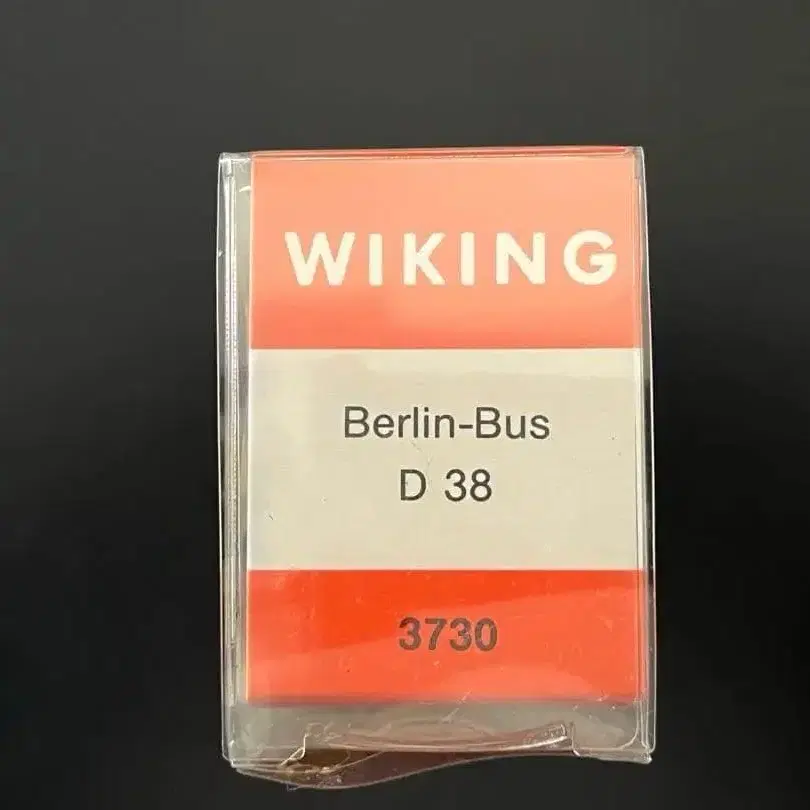 WIKING
Berlin-Bus
D 38
3730